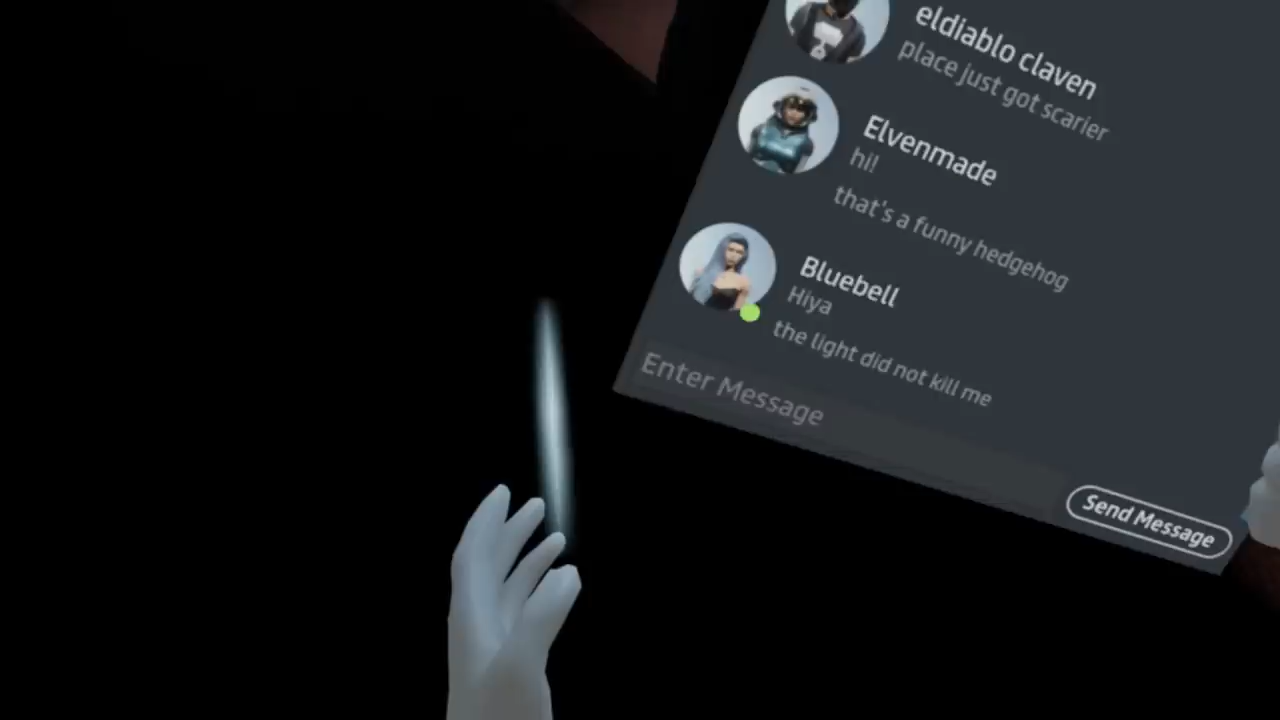 eldiablo claven
place just got scarier
Elvenmade
hi!
that's a funny hedgehog
Bluebell
Hiya
the light did not kill me
Enter Message
Send Message